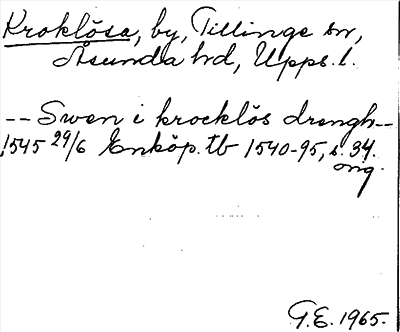 Kroklösa, by, Tillinge sn,
Åsunda hd, Upps. l.
-- Swen i krocklös drengh --
1545 29/6 Enköp. tb 1540-95, s. 34.
orig.
G.E. 1965.